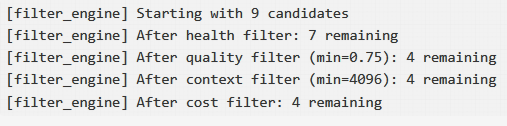 [filter_engine] Starting with 9 candidates
[filter_engine] After health filter: 7 remaining
[filter_engine] After quality filter (min=0.75): 4 remaining
[filter_engine] After context filter (min=4096): 4 remaining
[filter_engine] After cost filter: 4 remaining